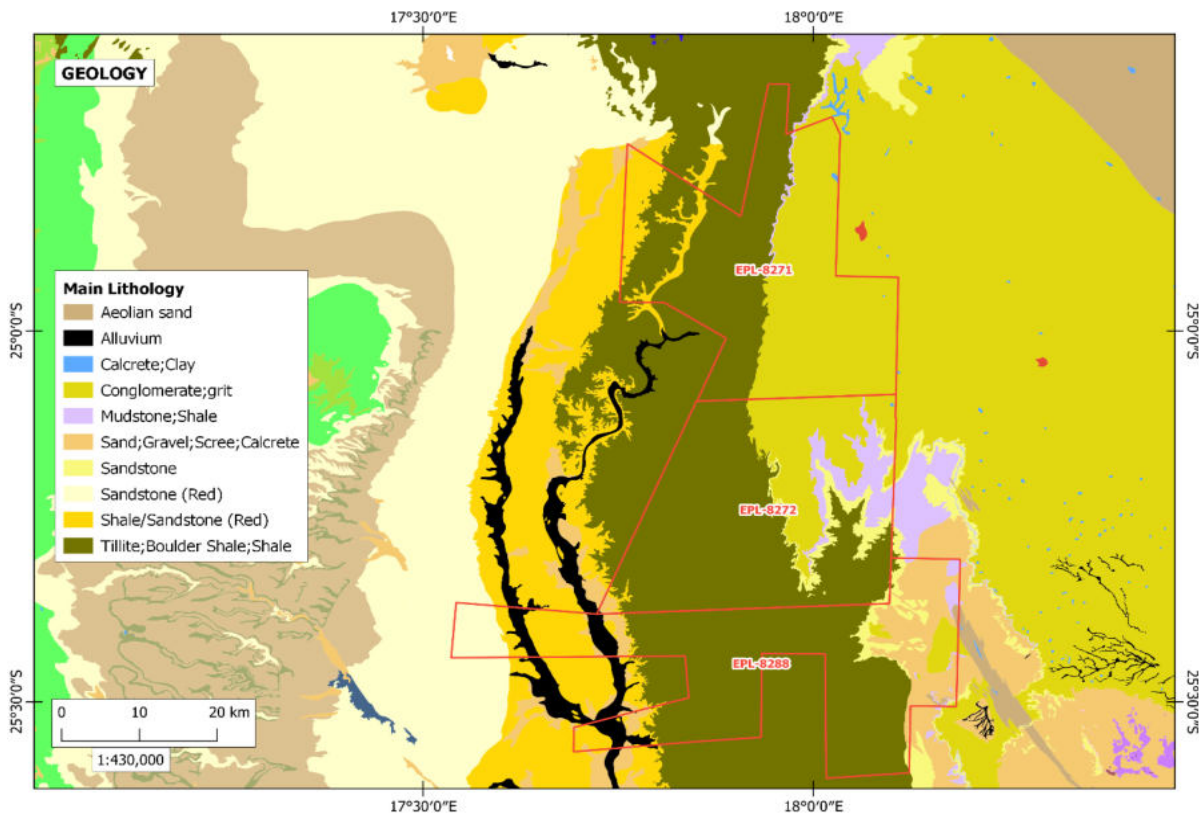 17°30'0"E
18°0'0"E
GEOLOGY
EPL-8271
Main Lithology
Aeolian sand
Alluvium
Calcrete;Clay
Conglomerate;grit
Mudstone;Shale
Sand;Gravel;Scree;Calcrete
Sandstone
Sandstone (Red)
Shale/Sandstone (Red)
Tillite;Boulder Shale;Shale
25°0'0"S
25°0'0"S
EPL-8272
EPL-8288
25°30'0"S
25°30'0"S
0 10 20 km
1:430,000
17°30'0"E
18°0'0"E